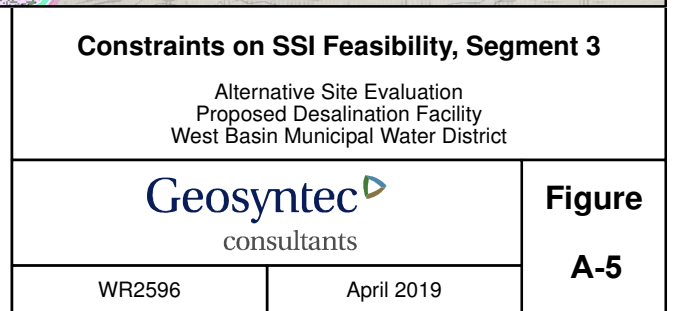 Constraints on SSI Feasibility, Segment 3
Alternative Site Evaluation
Proposed Desalination Facility
West Basin Municipal Water District
Geosyntec
consultants
Figure
A-5
WR2596
April 2019